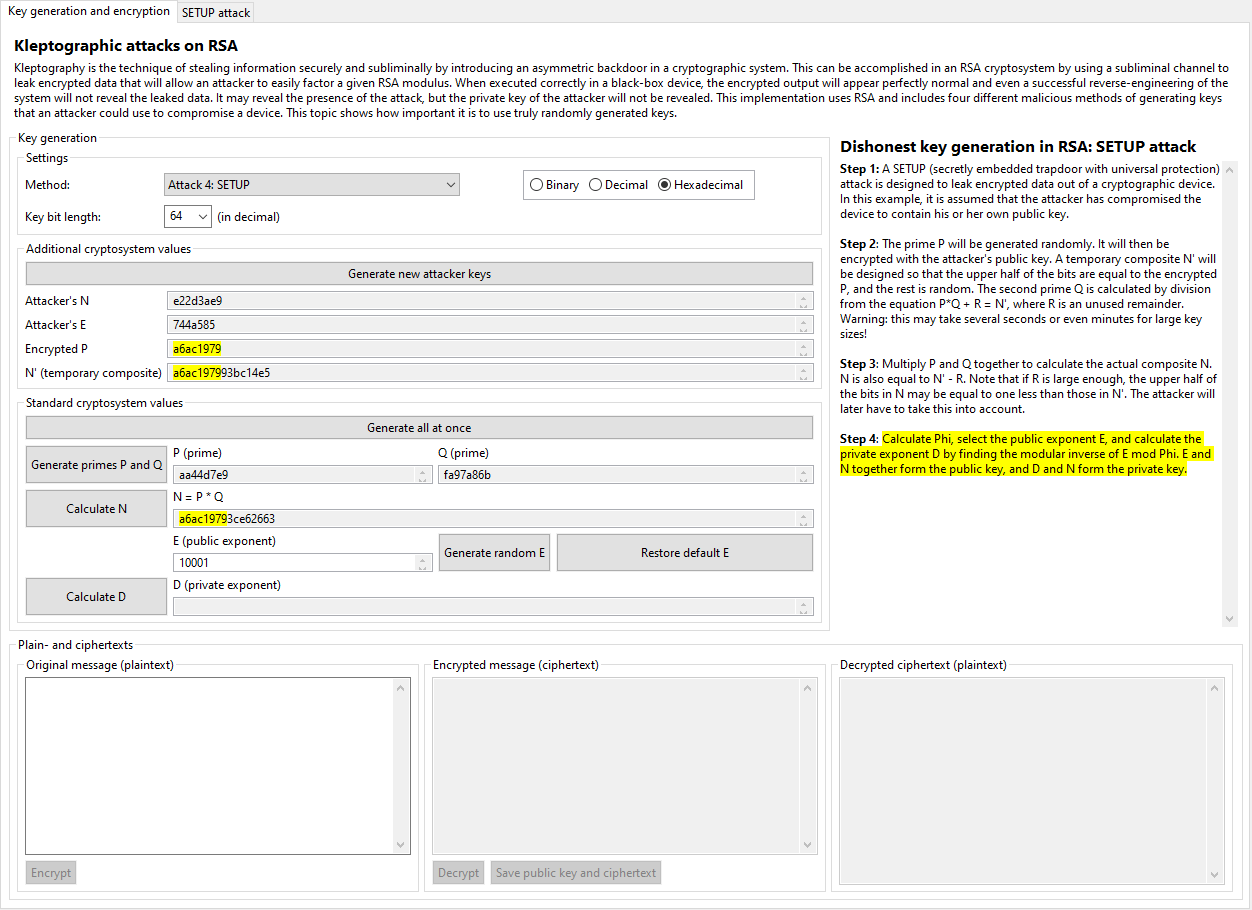 Key generation and encryption
SETUP attack
Kleptographic attacks on RSA
Kleptography is the technique of stealing information securely and subliminally by introducing an asymmetric backdoor in a cryptographic system. This can be accomplished in an RSA cryptosystem by using a subliminal channel to
leak encrypted data that will allow an attacker to easily factor a given RSA modulus. When executed correctly in a black-box device, the encrypted output will appear perfectly normal and even a successful reverse-engineering of the
system will not reveal the leaked data. It may reveal the presence of the attack, but the private key of the attacker will not be revealed. This implementation uses RSA and includes four different malicious methods of generating keys
that an attacker could use to compromise a device. This topic shows how important it is to use truly randomly generated keys.
Key generation
Settings
Method:
Attack 4: SETUP
Binary
Decimal
Hexadecimal
Key bit length:
64
(in decimal)
Additional cryptosystem values
Generate new attacker keys
Attacker's N
e22d3ae9
Attacker's E
744a585
Encrypted P
a6ac1979
N' (temporary composite)
a6ac197993bc14e5
Standard cryptosystem values
Generate all at once
Generate primes P and Q
P (prime)
aa44d7e9
Q (prime)
fa97a86b
Calculate N
N = P * Q
a6ac19793ce62663
E (public exponent)
10001
Generate random E
Restore default E
Calculate D
D (private exponent)
Dishonest key generation in RSA: SETUP attack
Step 1: A SETUP (secretly embedded trapdoor with universal protection)
attack is designed to leak encrypted data out of a cryptographic device.
In this example, it is assumed that the attacker has compromised the
device to contain his or her own public key.
Step 2: The prime P will be generated randomly. It will then be
encrypted with the attacker's public key. A temporary composite N' will
be designed so that the upper half of the bits are equal to the encrypted
P, and the rest is random. The second prime Q is calculated by division
from the equation P*Q + R = N', where R is an unused remainder.
Warning: this may take several seconds or even minutes for large key
sizes!
Step 3: Multiply P and Q together to calculate the actual composite N.
N is also equal to N' - R. Note that if R is large enough, the upper half of
the bits in N may be equal to one less than those in N'. The attacker will
later have to take this into account.
Step 4: Calculate Phi, select the public exponent E, and calculate the
private exponent D by finding the modular inverse of E mod Phi. E and
N together form the public key, and D and N form the private key.
Plain- and ciphertexts
Original message (plaintext)
Encrypt
Encrypted message (ciphertext)
Decrypt
Save public key and ciphertext
Decrypted ciphertext (plaintext)